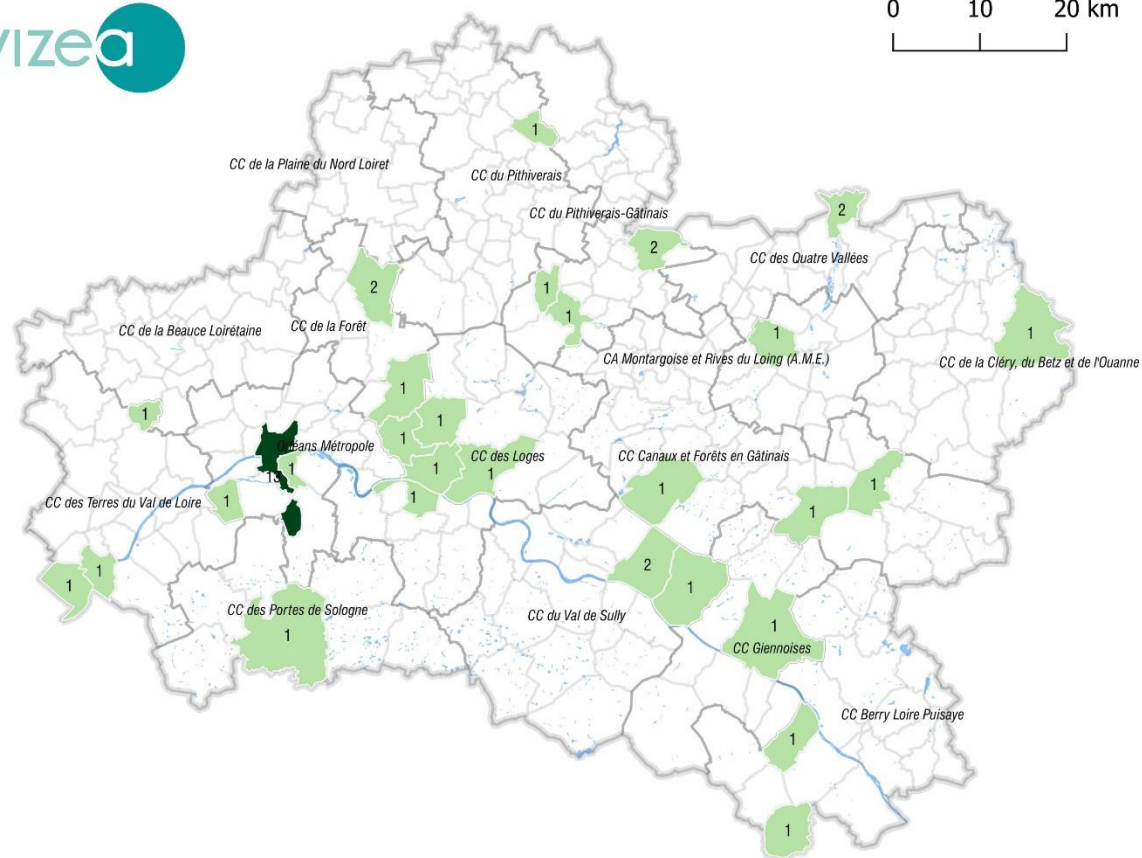 vizea
0 10 20 km
1
CC de la Plaine du Nord Loiret
CC du Pithiverais
CC du Pithiverais-Gâtinais
2
2
CC des Quatre Vallées
2
1
1
CC de la Beauce Loirétaine
CC de la Forêt
1
1
CA Montargoise et Rives du Loing (A.M.E.)
CC de la Cléry, du Betz et de l'Ouanne
1
1
1
1
Orléans Métropole
CC des Loges
CC Canaux et Forêts en Gâtinais
1
1
1
13
1
1
1
CC des Terres du Val de Loire
1
1
1
2
1
1
1
CC des Portes de Sologne
CC du Val de Sully
1
1
CC Giennoises
CC Berry Loire Puisaye
1
1